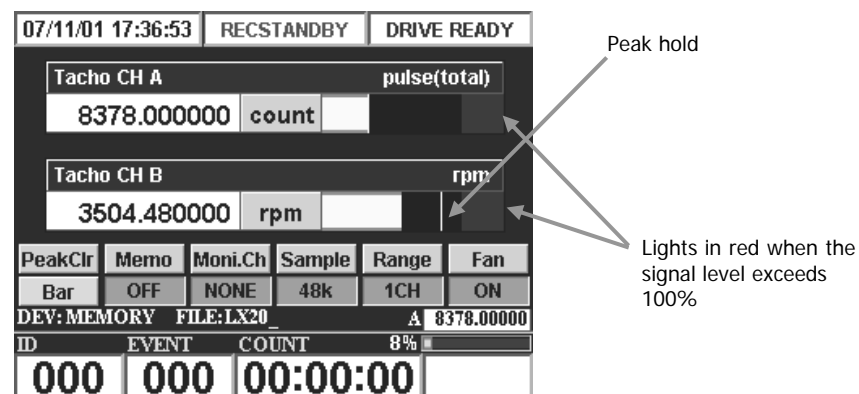 07/11/01 17:36:53 RECSTANDBY DRIVE READY
Peak hold
Tacho CH A pulse(total)
8378.000000 count
Tacho CH B rpm
3504.480000 rpm
Lights in red when the
signal level exceeds
100%
PeakClr Memo Moni.Ch Sample Range Fan
Bar OFF NONE 48k 1CH ON
DEV: MEMORY FILE:LX20_ A 8378.00000
ID EVENT COUNT 8%
000 000 00:00:00